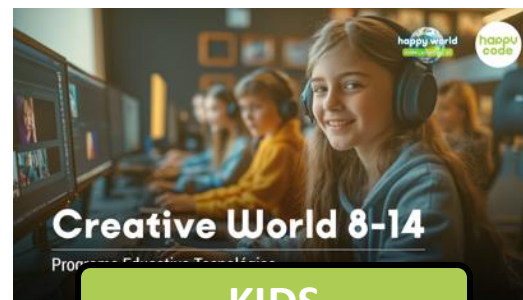 happy world
happy
code
Creative World 8-14
Programa Educativo Tecnológico
KIDS